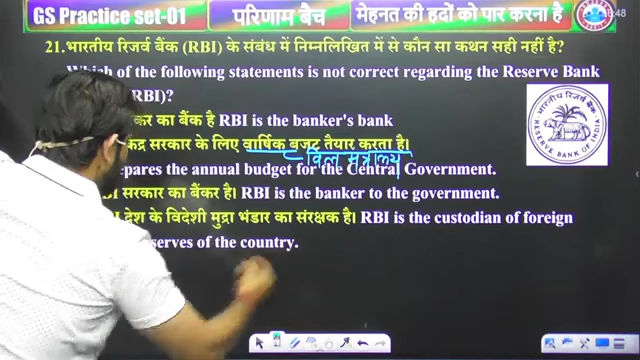 GS Practice set-01 परिणाम बैच मेहनत की हदों को पार करना है
21.भारतीय रिजर्व बैंक (RBI) के संबंध में निम्नलिखित में से कौन सा कथन सही नहीं है?
Which of the following statements is not correct regarding the Reserve Bank
RBI)?
का बैंक है RBI is the banker's bank
सरकार के लिए वार्षिक बजट तैयार करता है।
वित्त मंत्रालय
the annual budget for the Central Government.
सरकार का बैंकर है। RBI is the banker to the government.
देश के विदेशी मुद्रा भंडार का संरक्षक है। RBI is the custodian of foreign
of the country.
भारतीय रिज़र्व बैंक
RESERVE BANK OF INDIA